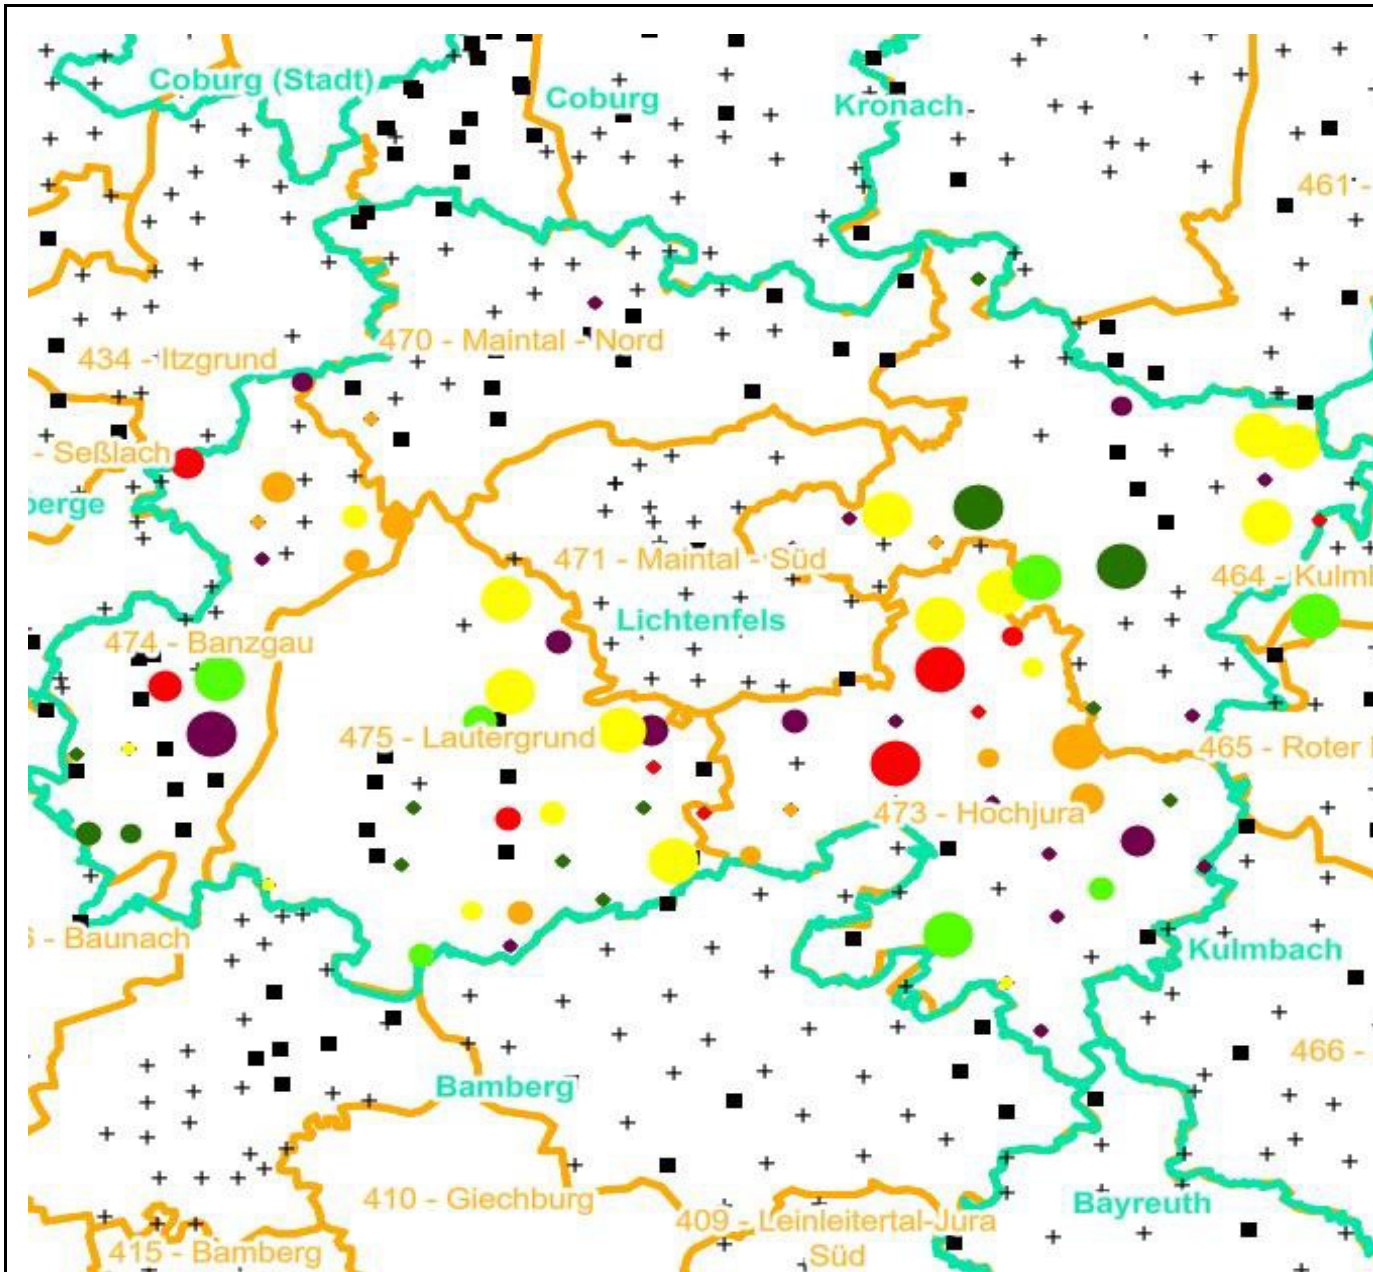 Coburg (Stadt)
Coburg
Kronach
461 -
470 - Maintal - Nord
434 - Itzgrund
- Seßlach
berge
471 - Maintal - Süd
464 - Kulml
Lichtenfels
474 - Banzgau
475 - Lautergrund
465 - Roter
473 - Hochjura
- Baunach
Kulmbach
466 -
Bamberg
410 - Giechburg
Bayreuth
409 - Leinleitertal-Jura
Süd
415 - Bamberg